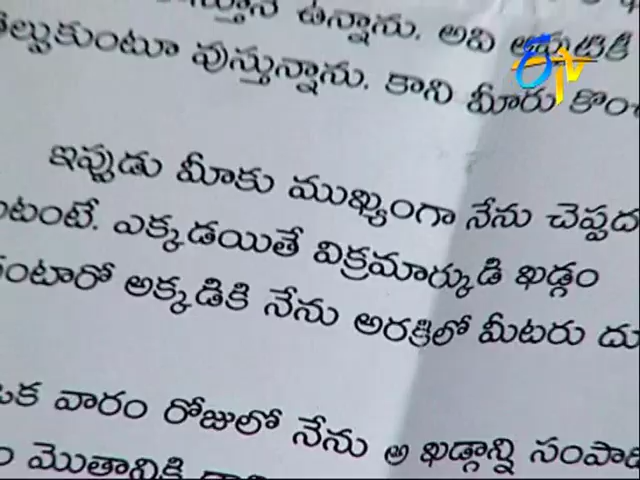 ఉన్నాను. అవి
వుస్తున్నాను. కాని మీరు
ఇప్పుడు మీకు ముఖ్యంగా నేను చెప్పద
టంటే. ఎక్కడయితే విక్రమార్కుడి ఖడ్గం
ంటారో అక్కడికి నేను అరకిలో మీటరు దు
వారం రోజులో నేను అ ఖడ్గాన్ని సంపాది
మొతానికి